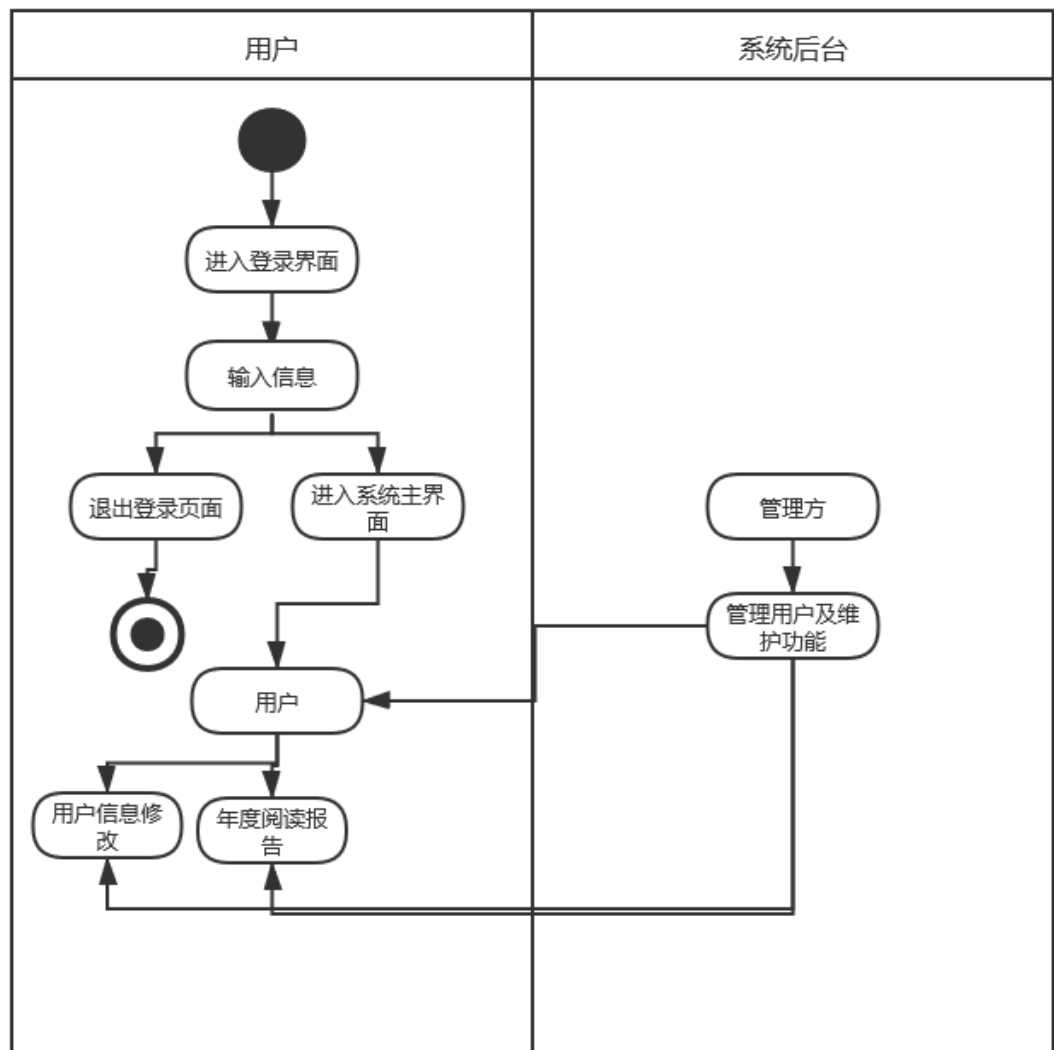 用户
系统后台
进入登录界面
输入信息
退出登录页面
进入系统主界
面
管理方
管理用户及维
护功能
用户
用户信息修
改
年度阅读报
告